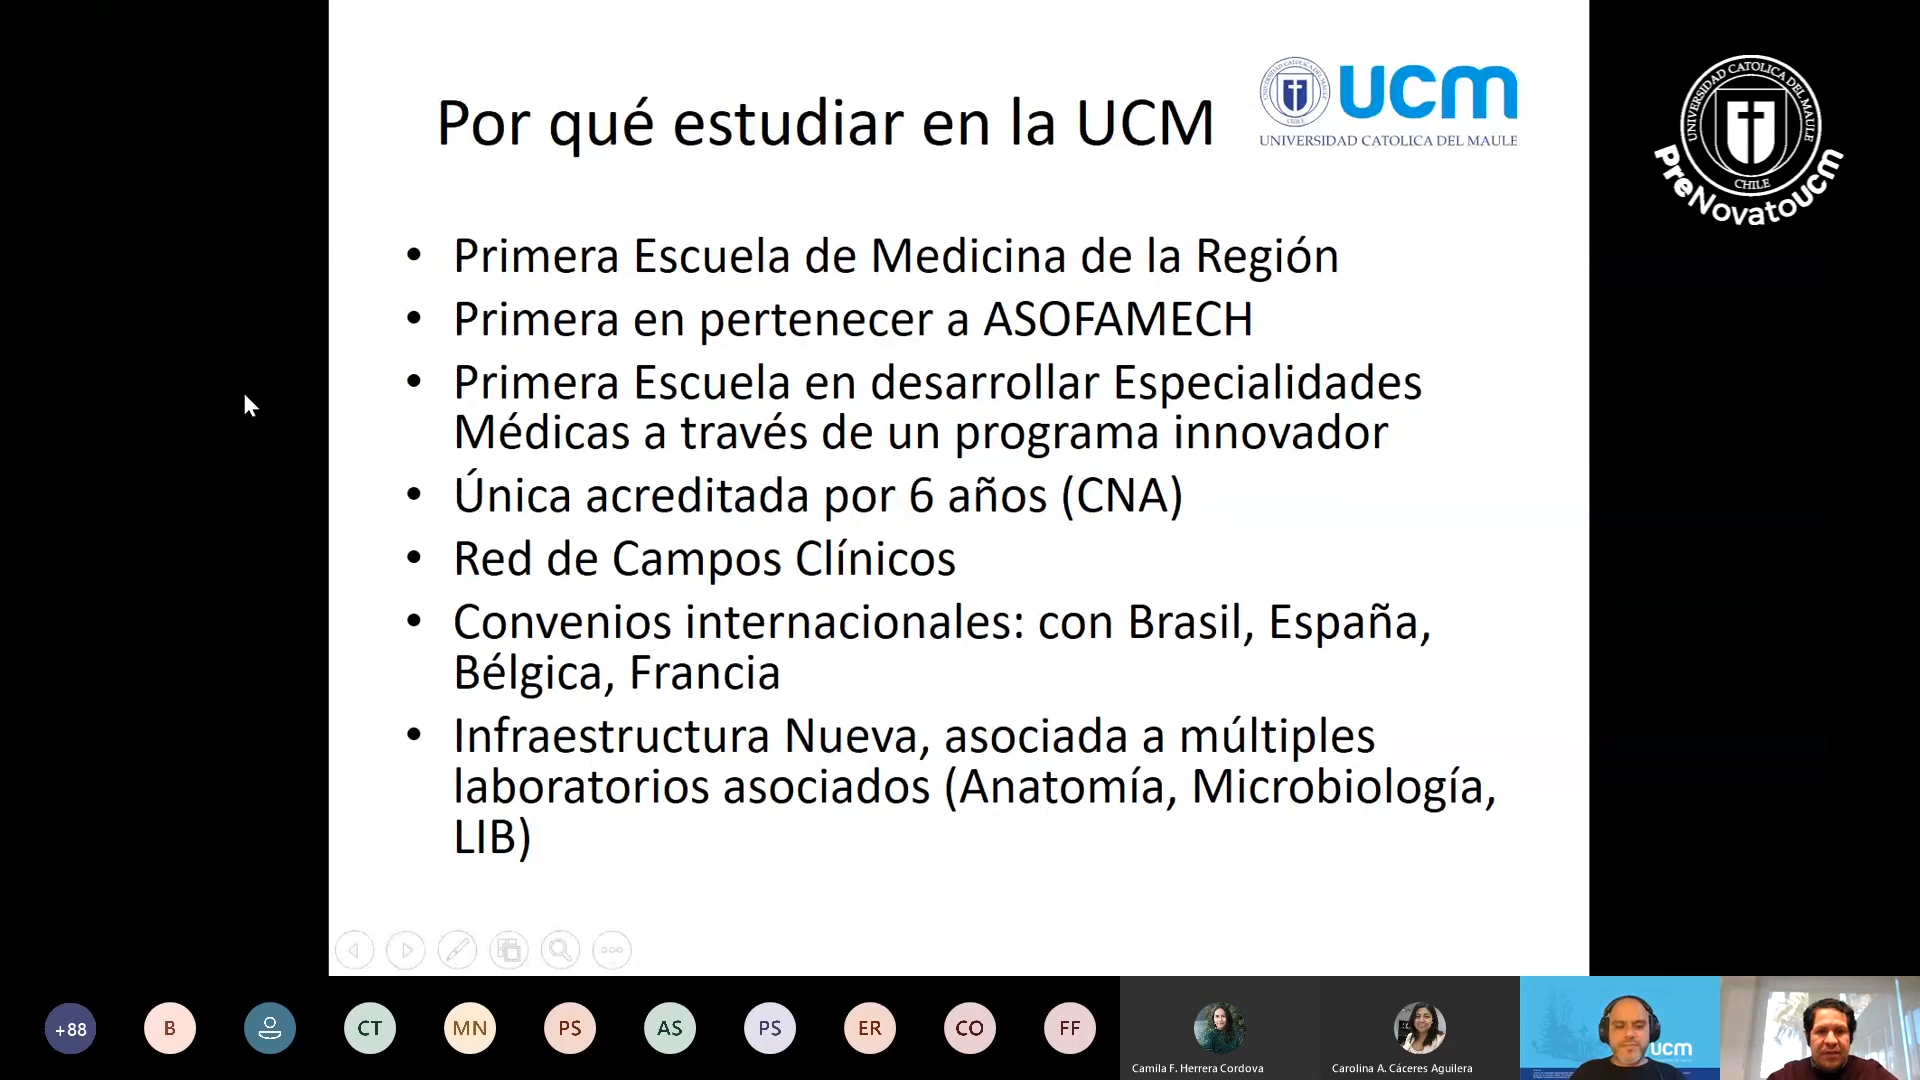 Por qué estudiar en la UCM
ucm
UNIVERSIDAD CATOLICA DEL MAULE
UNIVERSIDAD CATOLICA DEL MAULE
CHILE
PreNovatoucm
• Primera Escuela de Medicina de la Región
• Primera en pertenecer a ASOFAMECH
• Primera Escuela en desarrollar Especialidades
Médicas a través de un programa innovador
• Única acreditada por 6 años (CNA)
• Red de Campos Clínicos
• Convenios internacionales: con Brasil, España,
Bélgica, Francia
• Infraestructura Nueva, asociada a múltiples
laboratorios asociados (Anatomía, Microbiología,
LIB)
+88
B
CT
MN
PS
AS
PS
ER
CO
FF
Camila F. Herrera Cordova
Carolina A. Cáceres Aguilera
ucm